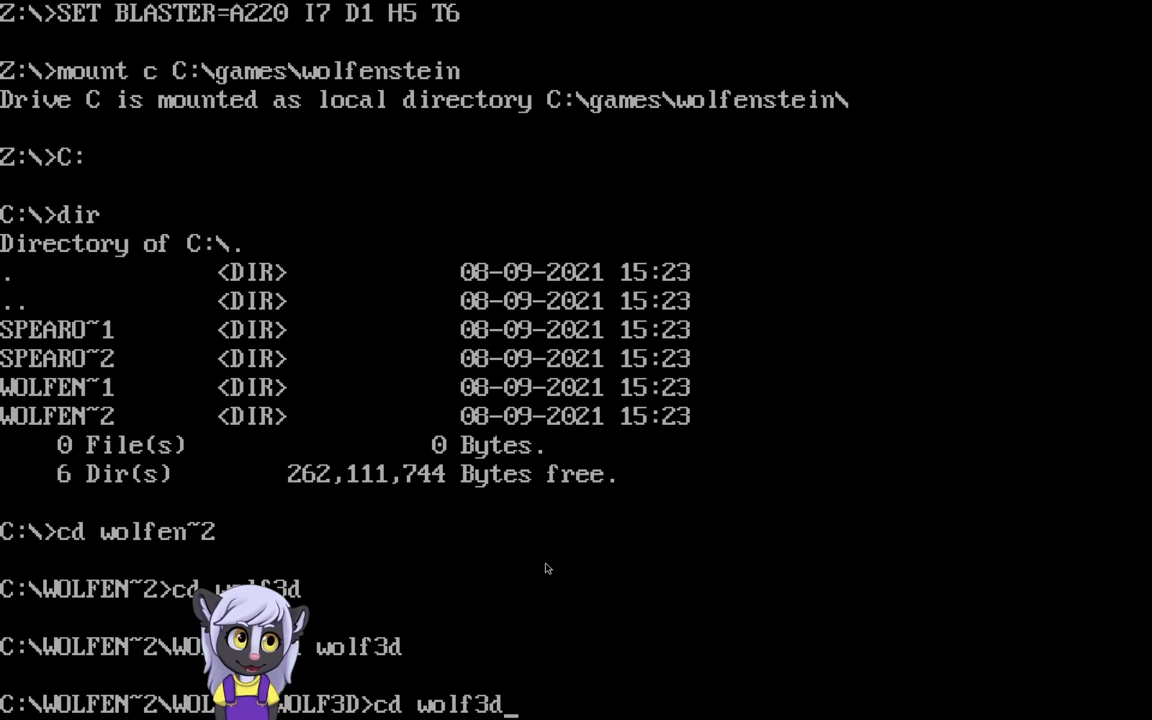 Z:\>SET BLASTER=A220 I7 D1 H5 T6
Z:\>mount c C:\games\wolfenstein
Drive C is mounted as local directory C:\games\wolfenstein\
Z:\>C:
C:\>dir
Directory of C:\.
. <DIR> 08-09-2021 15:23
.. <DIR> 08-09-2021 15:23
SPEARO~1 <DIR> 08-09-2021 15:23
SPEARO~2 <DIR> 08-09-2021 15:23
WOLFEN~1 <DIR> 08-09-2021 15:23
WOLFEN~2 <DIR> 08-09-2021 15:23
0 File(s) 0 Bytes.
6 Dir(s) 262,111,744 Bytes free.
C:\>cd wolfen~2
C:\WOLFEN~2>cd wolf3d
C:\WOLFEN~2\WO wolf3d
C:\WOLFEN~2\WOL WOLF3D>cd wolf3d_